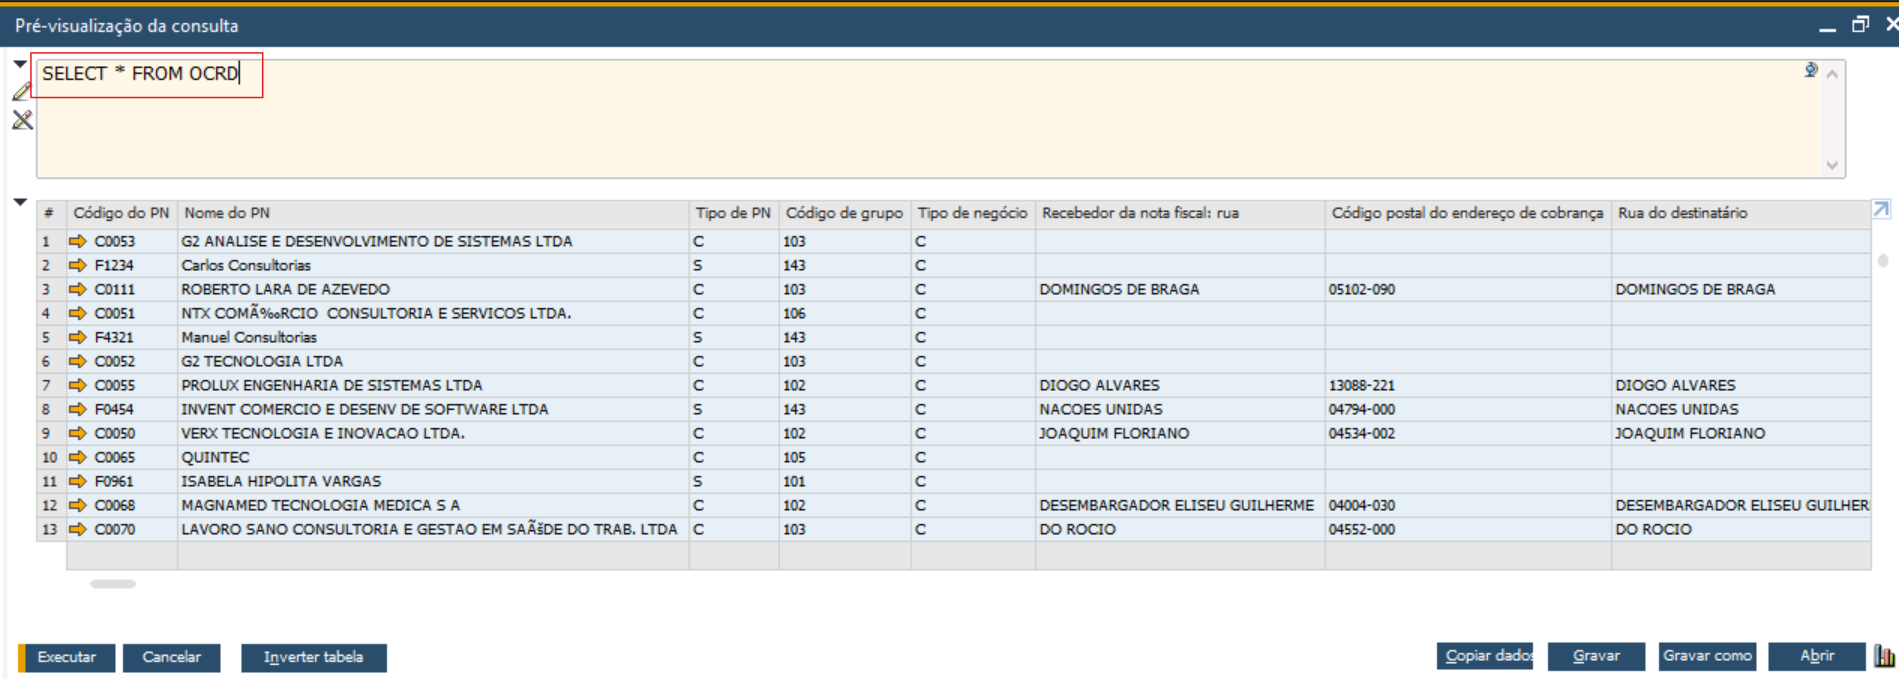 Pré-visualização da consulta
SELECT * FROM OCRD
# Código do PN Nome do PN Tipo de PN Código de grupo Tipo de negócio Recebedor da nota fiscal: rua Código postal do endereço de cobrança Rua do destinatário
1 C0053 G2 ANALISE E DESENVOLVIMENTO DE SISTEMAS LTDA C 103 C
2 F1234 Carlos Consultorias S 143 C
3 C0111 ROBERTO LARA DE AZEVEDO C 103 C DOMINGOS DE BRAGA 05102-090 DOMINGOS DE BRAGA
4 C0051 NTX COMÃ‰RCIO CONSULTORIA E SERVICOS LTDA. C 106 C
5 F4321 Manuel Consultorias S 143 C
6 C0052 G2 TECNOLOGIA LTDA C 103 C
7 C0055 PROLUX ENGENHARIA DE SISTEMAS LTDA C 102 C DIOGO ALVARES 13088-221 DIOGO ALVARES
8 F0454 INVENT COMERCIO E DESENV DE SOFTWARE LTDA S 143 C NACOES UNIDAS 04794-000 NACOES UNIDAS
9 C0050 VERX TECNOLOGIA E INOVACAO LTDA. C 102 C JOAQUIM FLORIANO 04534-002 JOAQUIM FLORIANO
10 C0065 QUINTEC C 105 C
11 F0961 ISABELA HIPOLITA VARGAS S 101 C
12 C0068 MAGNAMED TECNOLOGIA MEDICA S A C 102 C DESEMBARGADOR ELISEU GUILHERME 04004-030 DESEMBARGADOR ELISEU GUILHER
13 C0070 LAVORO SANO CONSULTORIA E GESTAO EM SAÃšDE DO TRAB. LTDA C 103 C DO ROCIO 04552-000 DO ROCIO
Executar Cancelar Inverter tabela Copiar dados Gravar Gravar como Abrir